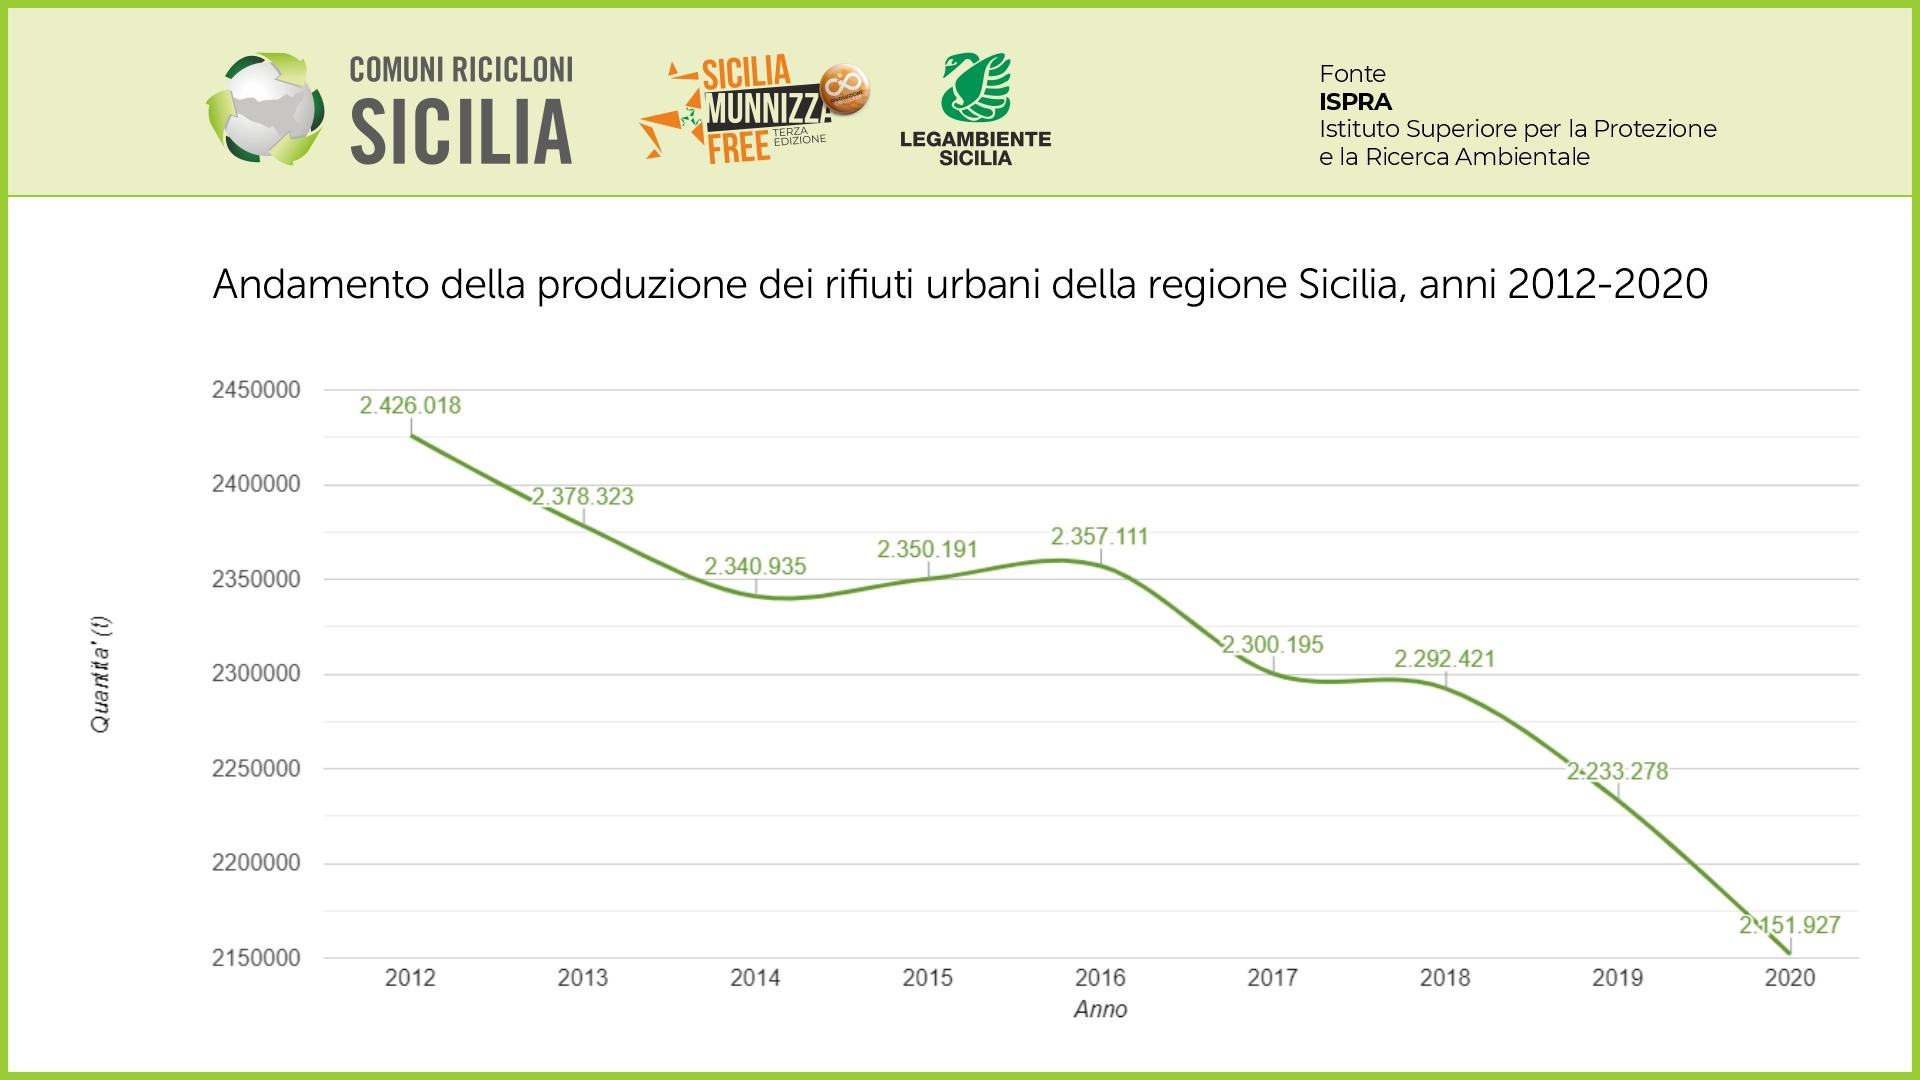 COMUNI RICICLONI
SICILIA
SICILIA
MUNNIZZA
FREE
TERZA
EDIZIONE
LEGAMBIENTE
SICILIA
Fonte
ISPRA
Istituto Superiore per la Protezione
e la Ricerca Ambientale
Andamento della produzione dei rifiuti urbani della regione Sicilia, anni 2012-2020
Quantita' (t)
2450000
2400000
2350000
2300000
2250000
2200000
2150000
2.426.018
2.378.323
2.340.935
2.350.191
2.357.111
2.300.195
2.292.421
2.233.278
2.151.927
2012 2013 2014 2015 2016 2017 2018 2019 2020
Anno